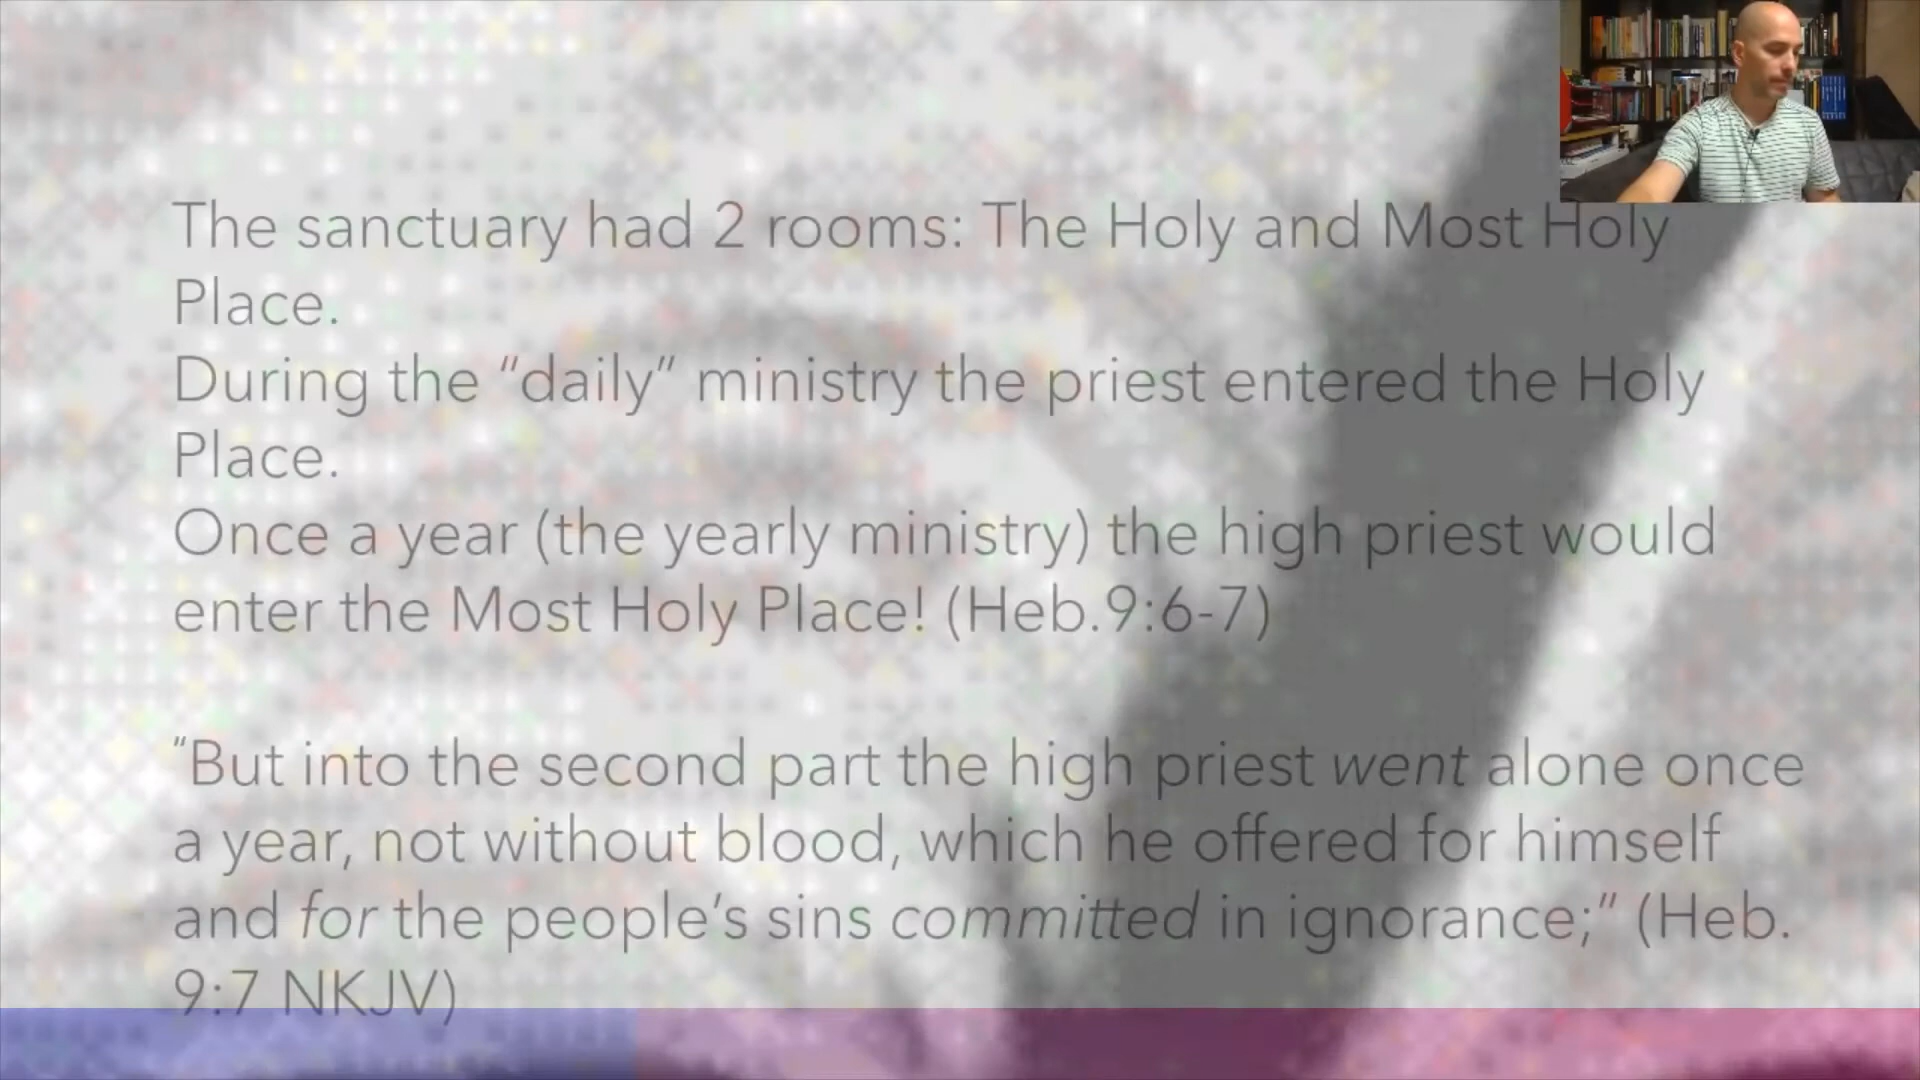 The sanctuary had 2 rooms: The Holy and Most Holy
Place.
During the “daily” ministry the priest entered the Holy
Place.
Once a year (the yearly ministry) the high priest would
enter the Most Holy Place! (Heb.9:6-7)
“But into the second part the high priest went alone once
a year, not without blood, which he offered for himself
and for the people’s sins committed in ignorance;” (Heb.
9:7 NKJV)